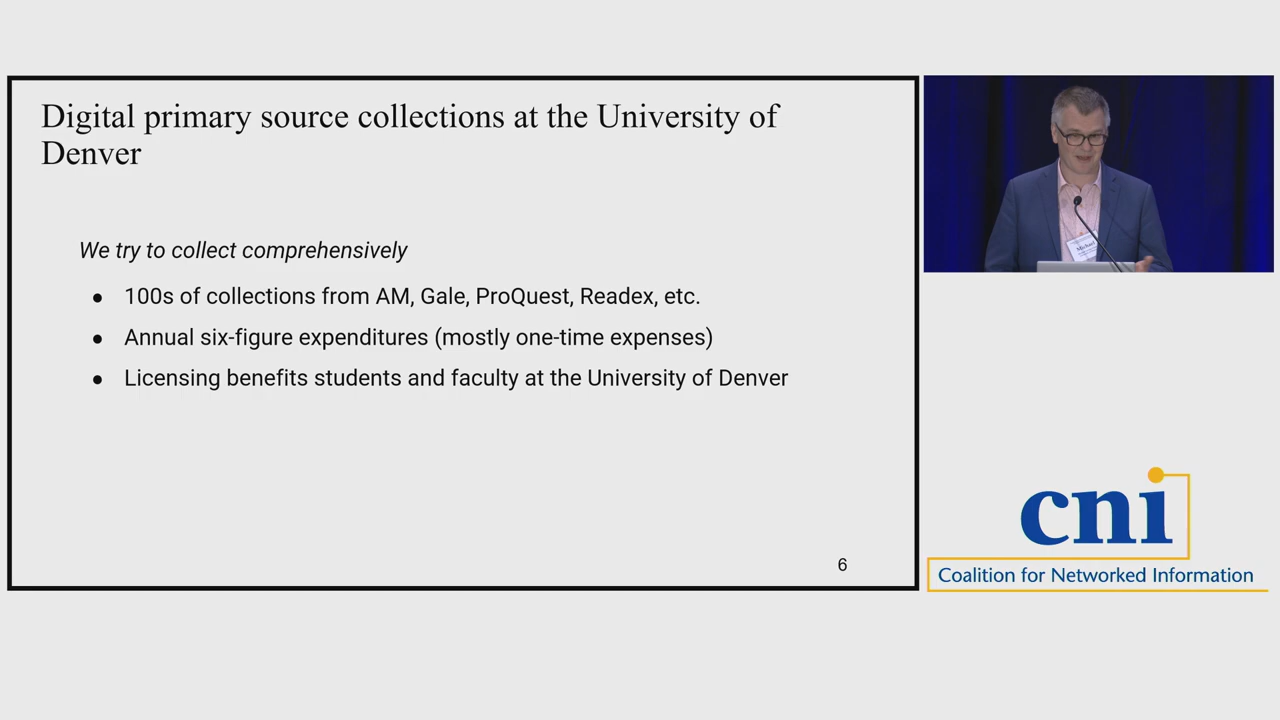 Digital primary source collections at the University of
Denver
We try to collect comprehensively
● 100s of collections from AM, Gale, ProQuest, Readex, etc.
● Annual six-figure expenditures (mostly one-time expenses)
● Licensing benefits students and faculty at the University of Denver
6
Michael
cni
Coalition for Networked Information